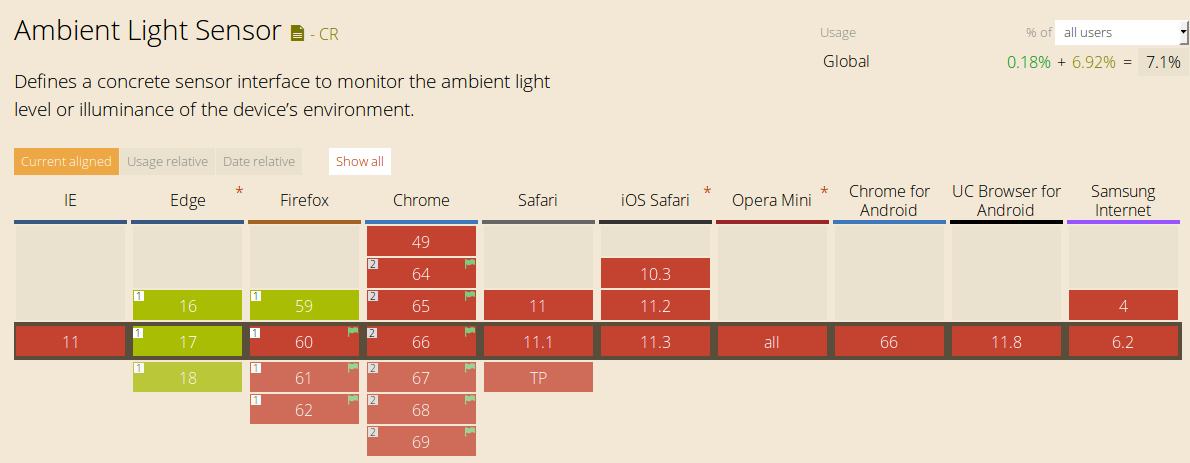 Ambient Light Sensor - CR
Usage % of all users
Global 0.18% + 6.92% = 7.1%
Defines a concrete sensor interface to monitor the ambient light
level or illuminance of the device’s environment.
Current aligned Usage relative Date relative Show all
IE Edge * Firefox Chrome Safari iOS Safari * Opera Mini * Chrome for Android UC Browser for Android Samsung Internet
49
2 64 10.3
1 16 1 59 2 65 11 11.2 4
11 1 17 1 60 2 66 11.1 11.3 all 66 11.8 6.2
1 18 1 61 2 67 TP
1 62 2 68
2 69